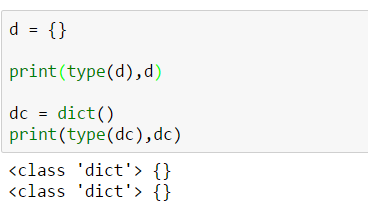 d = {}
print(type(d),d)
dc = dict()
print(type(dc),dc)
<class 'dict'> {}
<class 'dict'> {}